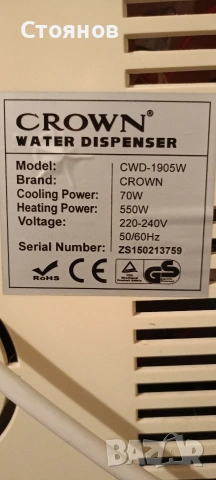 Стоянов
CROWN®
WATER DISPENSER
Model: CWD-1905W
Brand: CROWN
Cooling Power: 70W
Heating Power: 550W
Voltage: 220-240V
50/60Hz
Serial Number: ZS150213759
RoHS CE GS
bazar